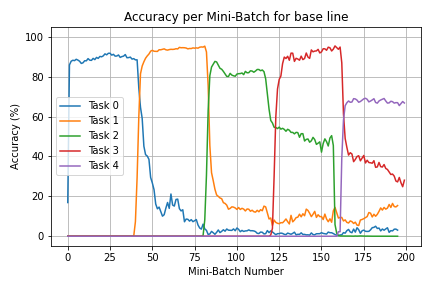 Accuracy per Mini-Batch for base line
Accuracy (%)
100
80
60
40
20
0
Task 0
Task 1
Task 2
Task 3
Task 4
0 25 50 75 100 125 150 175 200
Mini-Batch Number